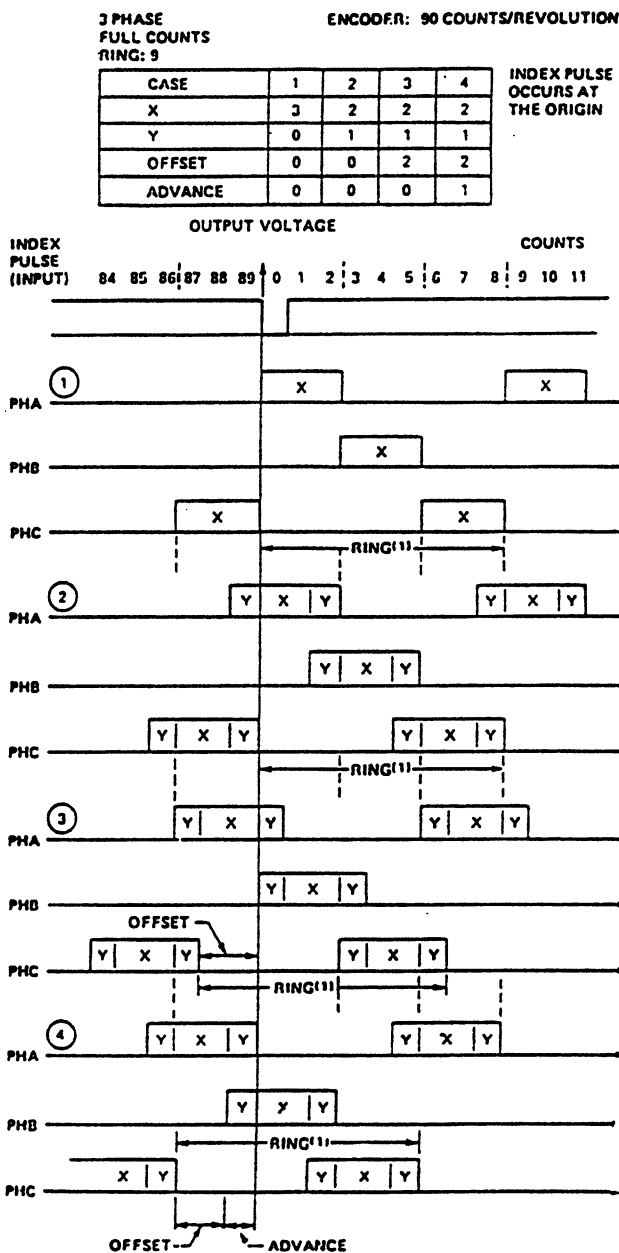 3 PHASE
FULL COUNTS
RING: 9
ENCODER: 90 COUNTS/REVOLUTION
CASE 1 2 3 4
X 3 2 2 2
Y 0 1 1 1
OFFSET 0 0 2 2
ADVANCE 0 0 0 1
INDEX PULSE
OCCURS AT
THE ORIGIN
OUTPUT VOLTAGE
INDEX
PULSE
(INPUT)
COUNTS
84 85 86 87 88 89 0 1 2 3 4 5 6 7 8 9 10 11
1
PHA X X
PHB X
PHC X X
RING(1)
2
PHA Y X Y Y X Y
PHB Y X Y
PHC Y X Y Y X Y
RING(1)
3
PHA Y X Y Y X Y
PHB Y X Y
OFFSET
PHC Y X Y Y X Y
RING(1)
4
PHA Y X Y Y X Y
PHB Y X Y
RING(1)
PHC X Y Y X Y
OFFSET ADVANCE